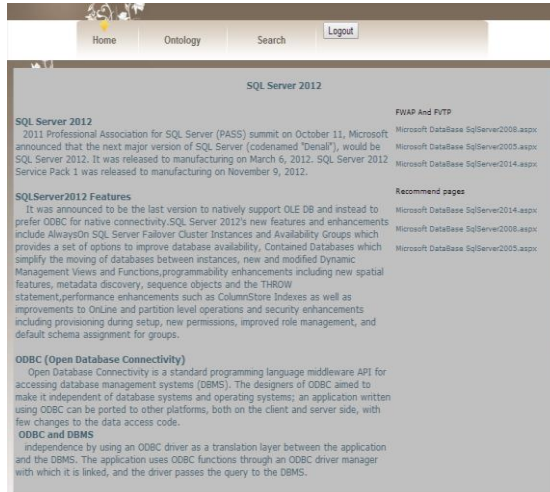 Home Ontology Search Logout
SQL Server 2012
SQL Server 2012
2011 Professional Association for SQL Server (PASS) summit on October 11, Microsoft
announced that the next major version of SQL Server (codenamed "Denali"), would be
SQL Server 2012. It was released to manufacturing on March 6, 2012. SQL Server 2012
Service Pack 1 was released to manufacturing on November 9, 2012.
SQLServer2012 Features
It was announced to be the last version to natively support OLE DB and instead to
prefer ODBC for native connectivity.SQL Server 2012's new features and enhancements
include AlwaysOn SQL Server Failover Cluster Instances and Availability Groups which
provides a set of options to improve database availability, Contained Databases which
simplify the moving of databases between instances, new and modified Dynamic
Management Views and Functions,programmability enhancements including new spatial
features, metadata discovery, sequence objects and the THROW
statement,performance enhancements such as ColumnStore Indexes as well as
improvements to OnLine and partition level operations and security enhancements
including provisioning during setup, new permissions, improved role management, and
default schema assignment for groups.
ODBC (Open Database Connectivity)
Open Database Connectivity is a standard programming language middleware API for
accessing database management systems (DBMS). The designers of ODBC aimed to
make it independent of database systems and operating systems; an application written
using ODBC can be ported to other platforms, both on the client and server side, with
few changes to the data access code.
ODBC and DBMS
independence by using an ODBC driver as a translation layer between the application
and the DBMS. The application uses ODBC functions through an ODBC driver manager
with which it is linked, and the driver passes the query to the DBMS.
FWAP And FVTP
Microsoft DataBase SqlServer2008.aspx
Microsoft DataBase SqlServer2005.aspx
Microsoft DataBase SqlServer2014.aspx
Recommend pages
Microsoft DataBase SqlServer2014.aspx
Microsoft DataBase SqlServer2008.aspx
Microsoft DataBase SqlServer2005.aspx